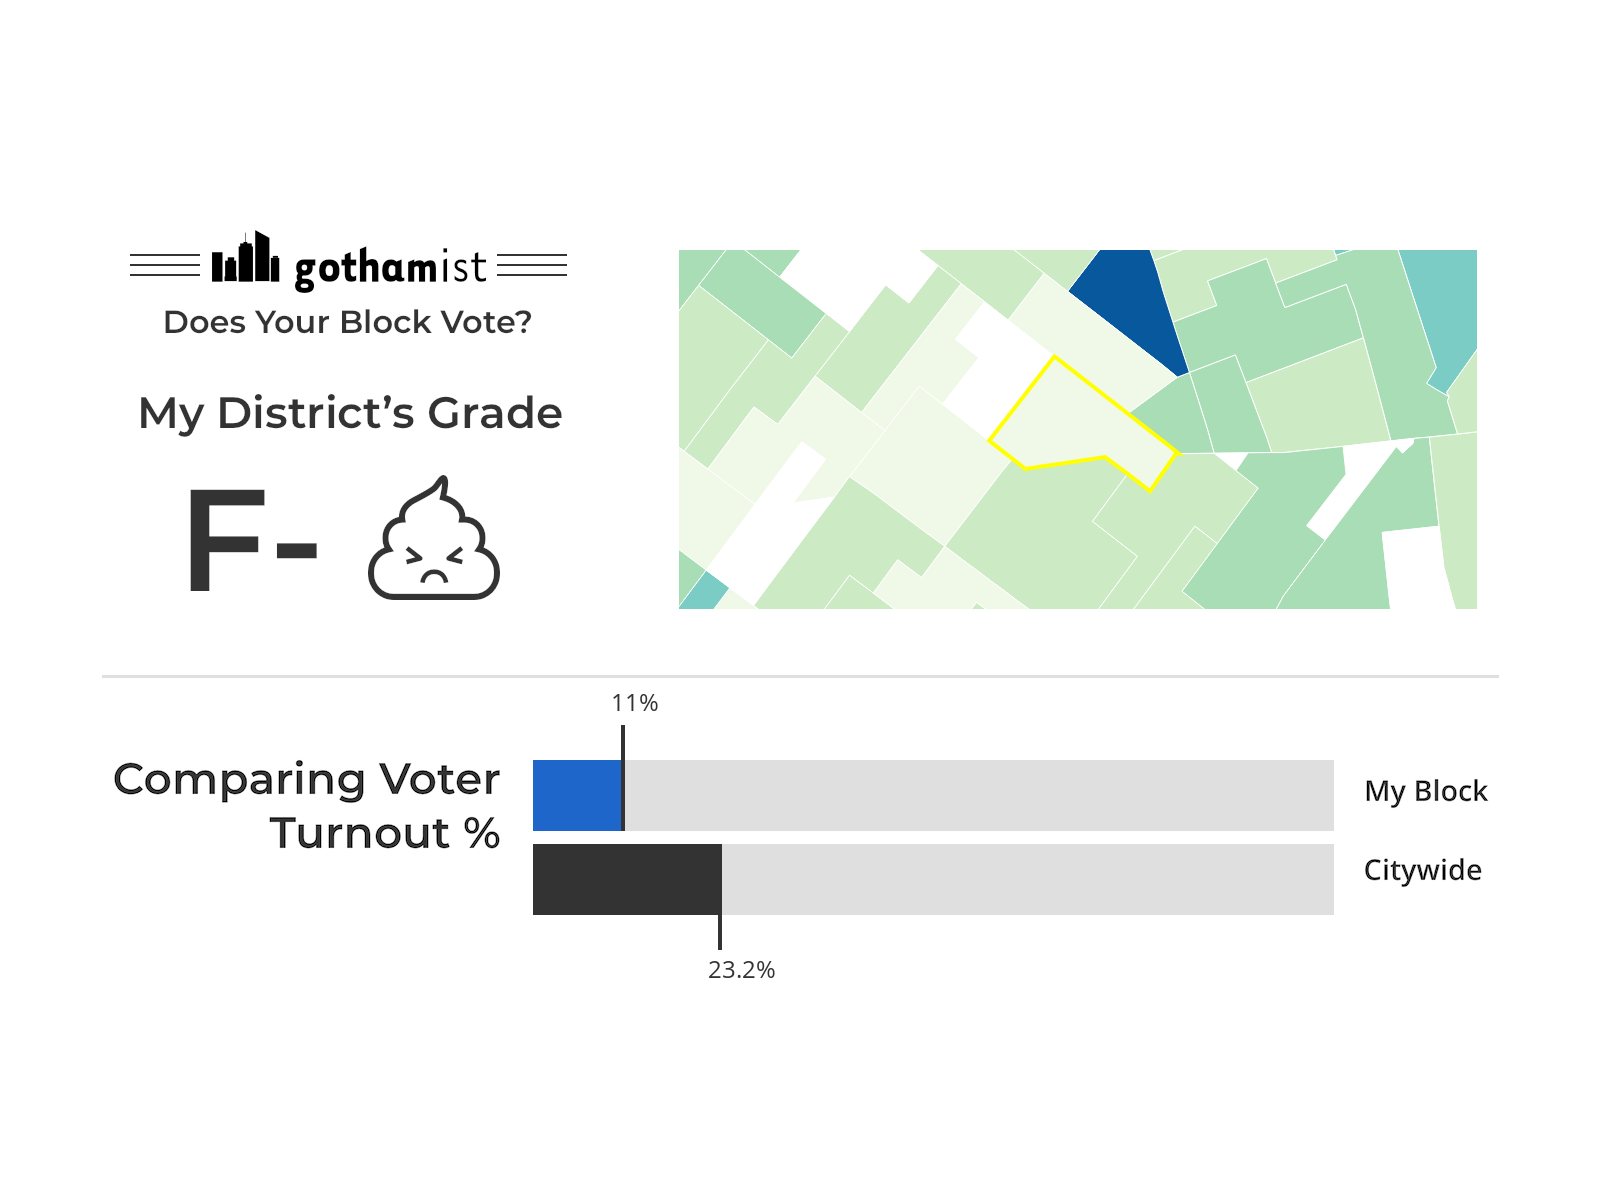 gothamist
Does Your Block Vote?
My District’s Grade
F-
11%
Comparing Voter
Turnout %
My Block
Citywide
23.2%